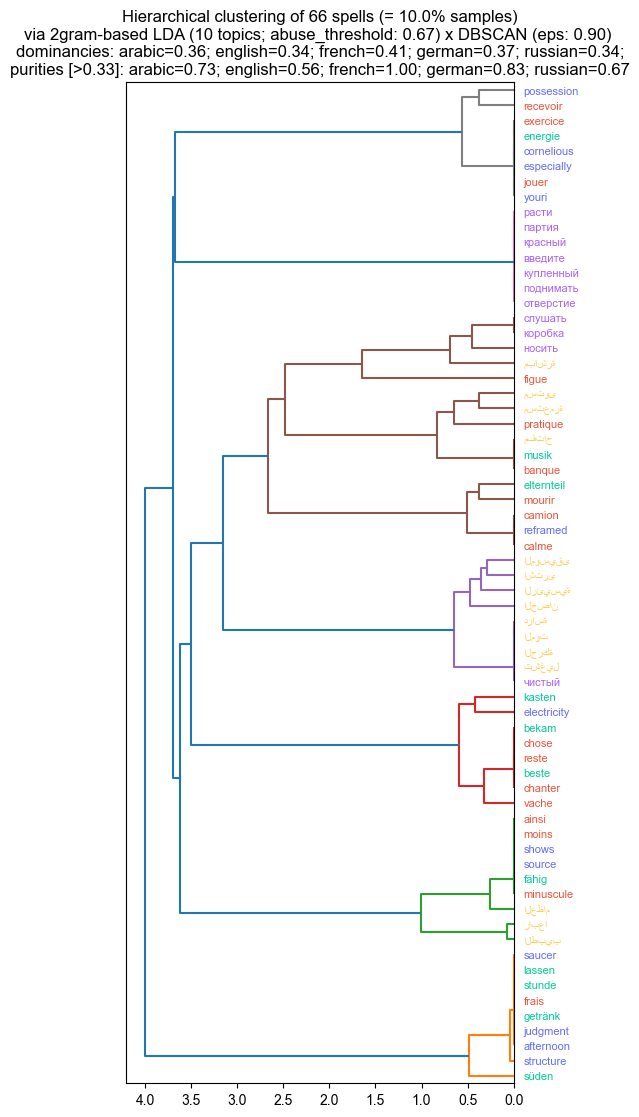 Hierarchical clustering of 66 spells (= 10.0% samples)
via 2gram-based LDA (10 topics; abuse_threshold: 0.67) x DBSCAN (eps: 0.90)
dominancies: arabic=0.36; english=0.34; french=0.41; german=0.37; russian=0.34;
purities [>0.33]: arabic=0.73; english=0.56; french=1.00; german=0.83; russian=0.67
possession
recevoir
exercice
energie
cornelious
especially
jouer
youri
расти
партия
красный
введите
купленный
поднимать
отверстие
слушать
коробка
носить
مباشرة
figue
مستوى
مستعمرة
pratique
مفتاح
musik
banque
elternteil
mourir
camion
reframed
calme
الموسيقى
اشترى
الرئيسية
الحصان
دراسة
الموت
الحركة
تشغيل
чистый
kasten
electricity
bekam
chose
reste
beste
chanter
vache
ainsi
moins
shows
source
fähig
minuscule
العظام
رابعا
الطبيب
saucer
lassen
stunde
frais
getränk
judgment
afternoon
structure
süden
4.0 3.5 3.0 2.5 2.0 1.5 1.0 0.5 0.0